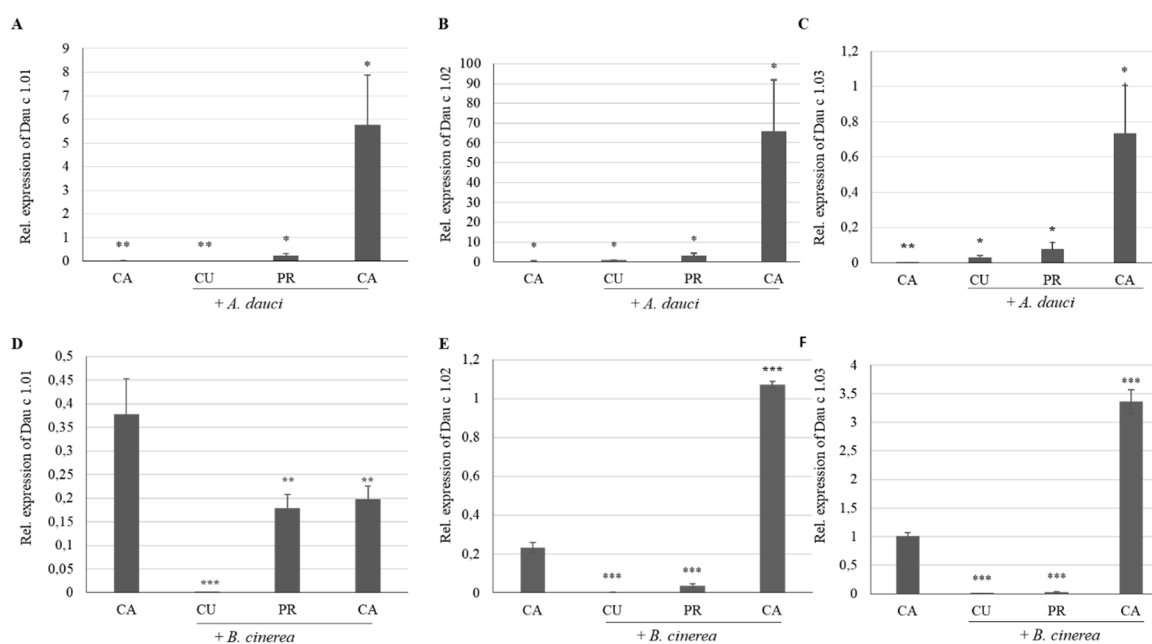 A
Rel. expression of Dau c 1.01
9
8
7
6
5
4
3
2
1
0
** ** * *
CA CU PR CA
+ A. dauci
B
Rel. expression of Dau c 1.02
100
90
80
70
60
50
40
30
20
10
0
* * * *
CA CU PR CA
+ A. dauci
C
Rel. expression of Dau c 1.03
1,2
1
0,8
0,6
0,4
0,2
0
** * * *
CA CU PR CA
+ A. dauci
D
Rel. expression of Dau c 1.01
0,5
0,45
0,4
0,35
0,3
0,25
0,2
0,15
0,1
0,05
0
*** ** **
CA CU PR CA
+ B. cinerea
E
Rel. expression of Dau c 1.02
1,2
1
0,8
0,6
0,4
0,2
0
*** *** ***
CA CU PR CA
+ B. cinerea
F
Rel. expression of Dau c 1.03
4
3,5
3
2,5
2
1,5
1
0,5
0
*** *** ***
CA CU PR CA
+ B. cinerea